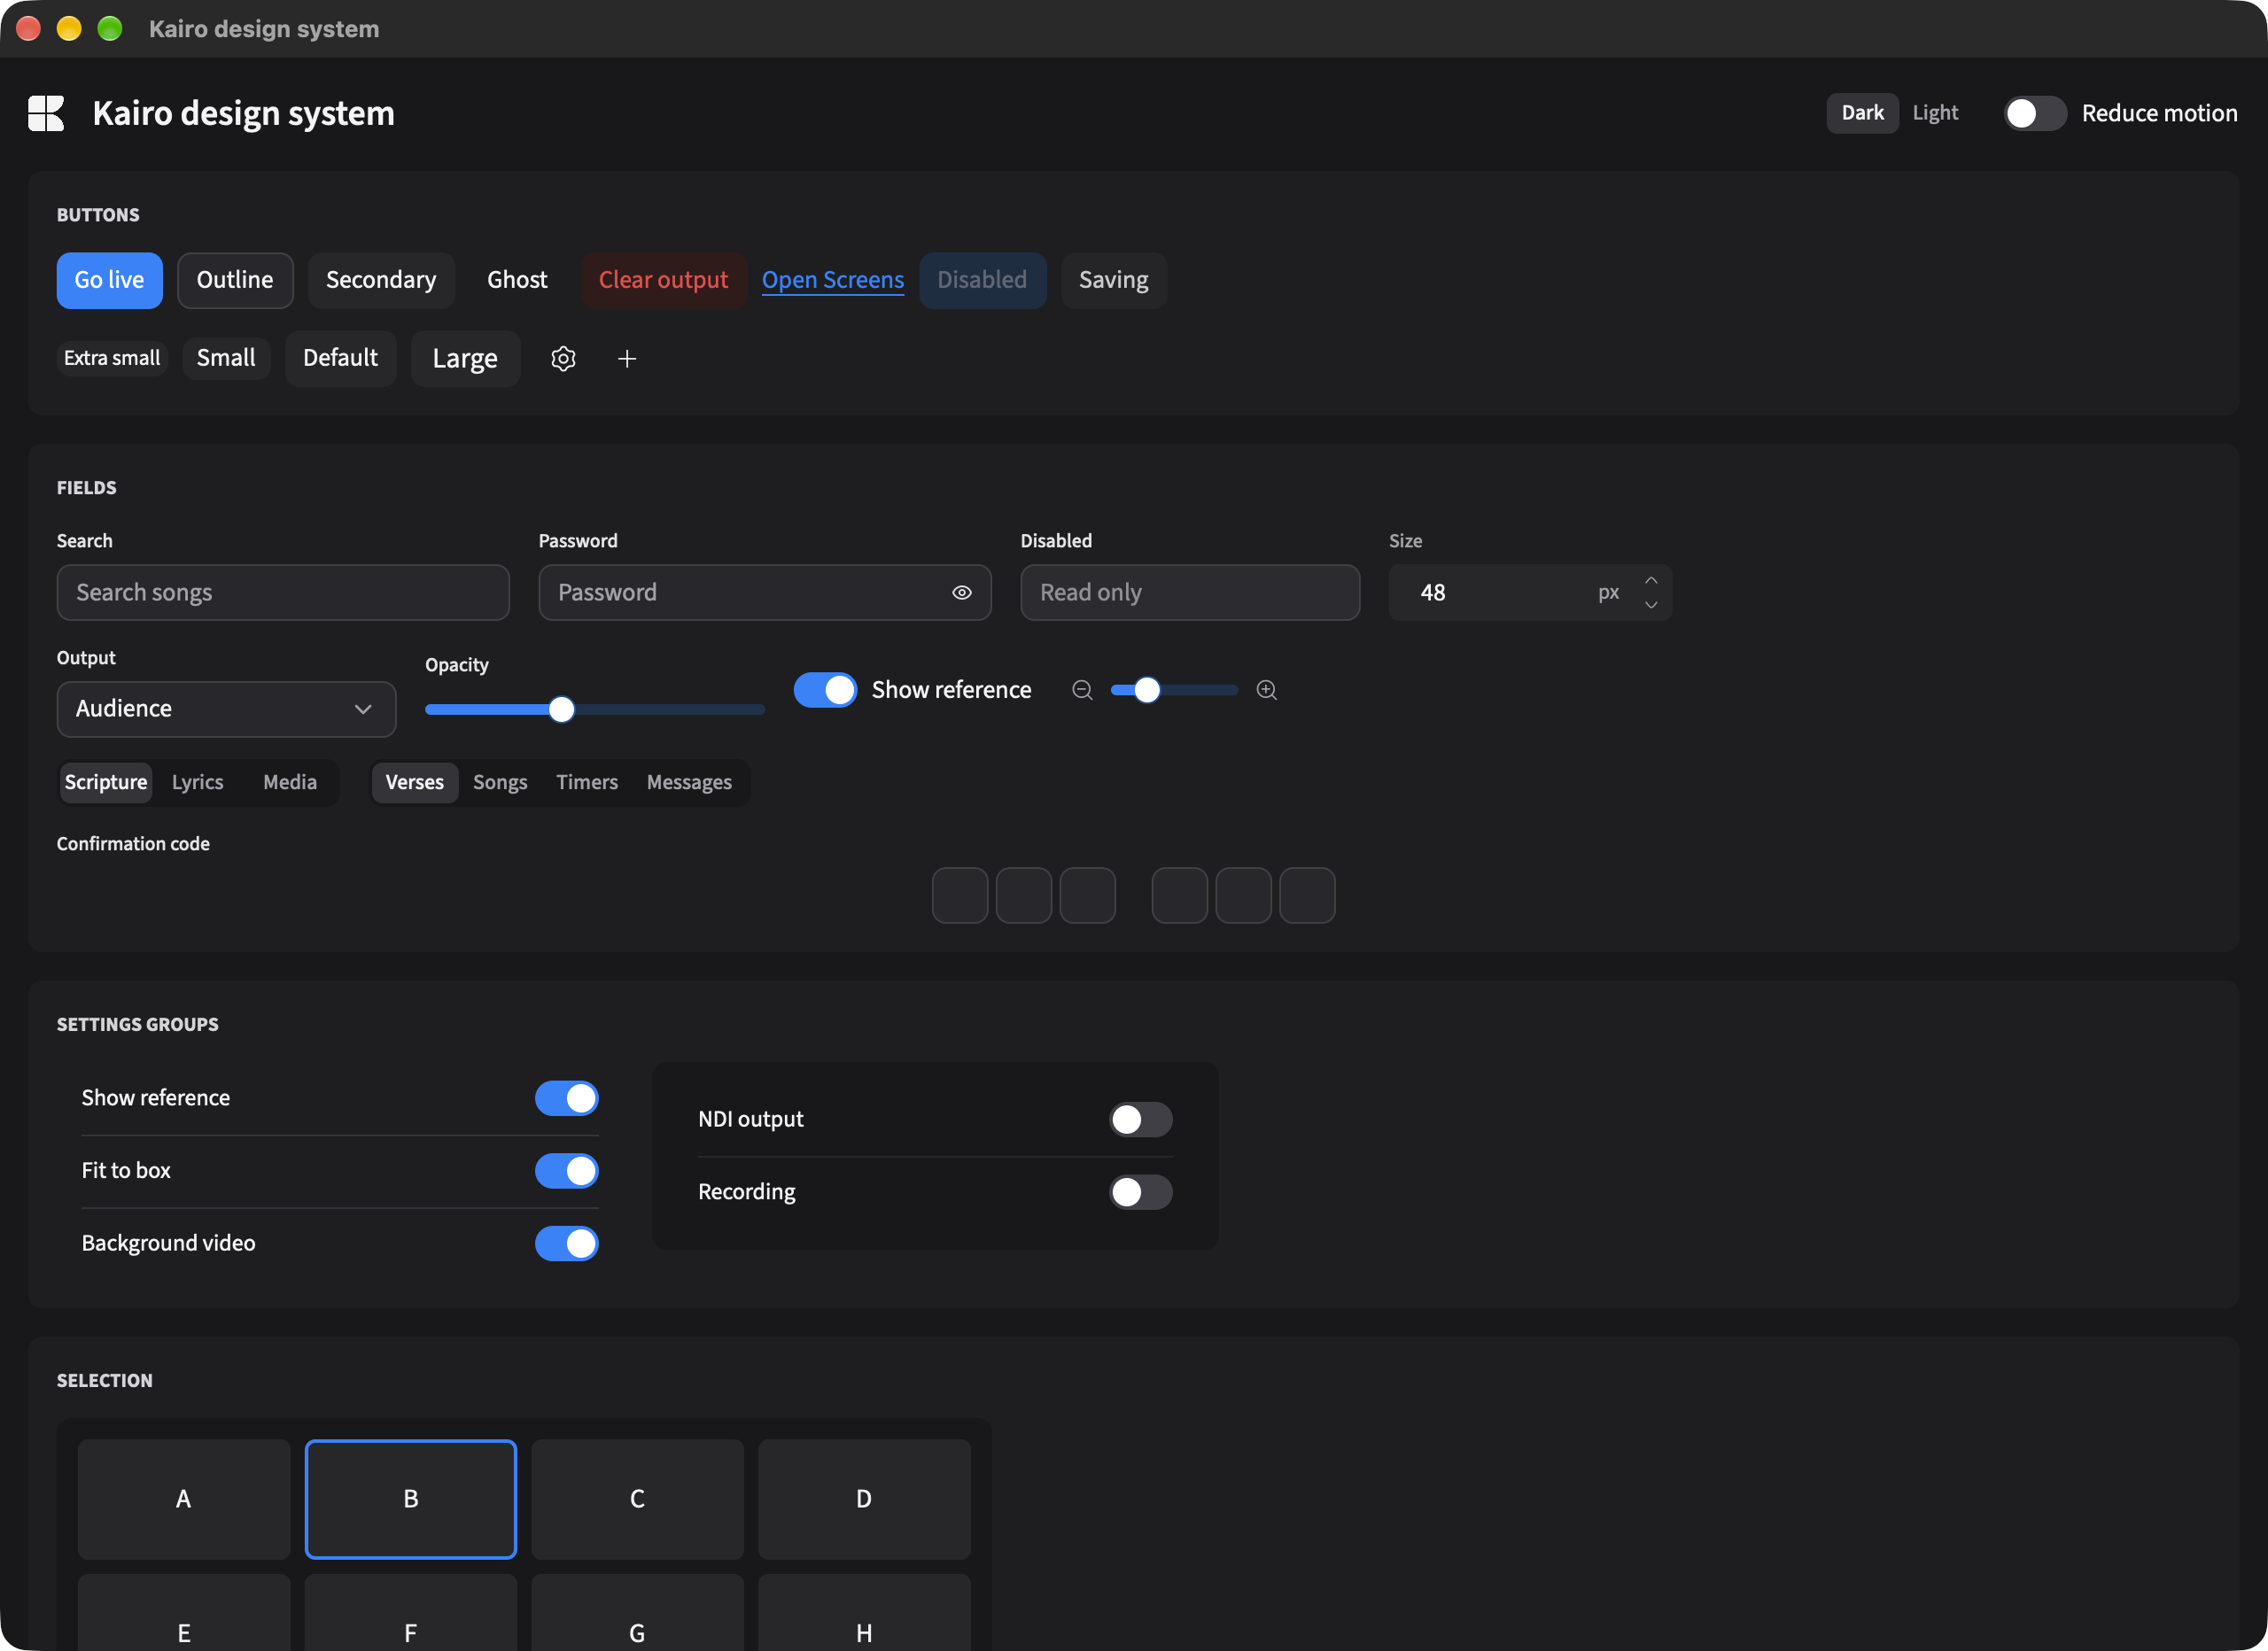 Kairo design system
Kairo design system
Dark Light Reduce motion
BUTTONS
Go live Outline Secondary Ghost Clear output Open Screens Disabled Saving
Extra small Small Default Large
FIELDS
Search Password Disabled Size
Search songs Password Read only 48 px
Output Opacity
Audience Show reference
Scripture Lyrics Media Verses Songs Timers Messages
Confirmation code
SETTINGS GROUPS
Show reference
Fit to box
Background video
NDI output
Recording
SELECTION
A B C D
E F G H